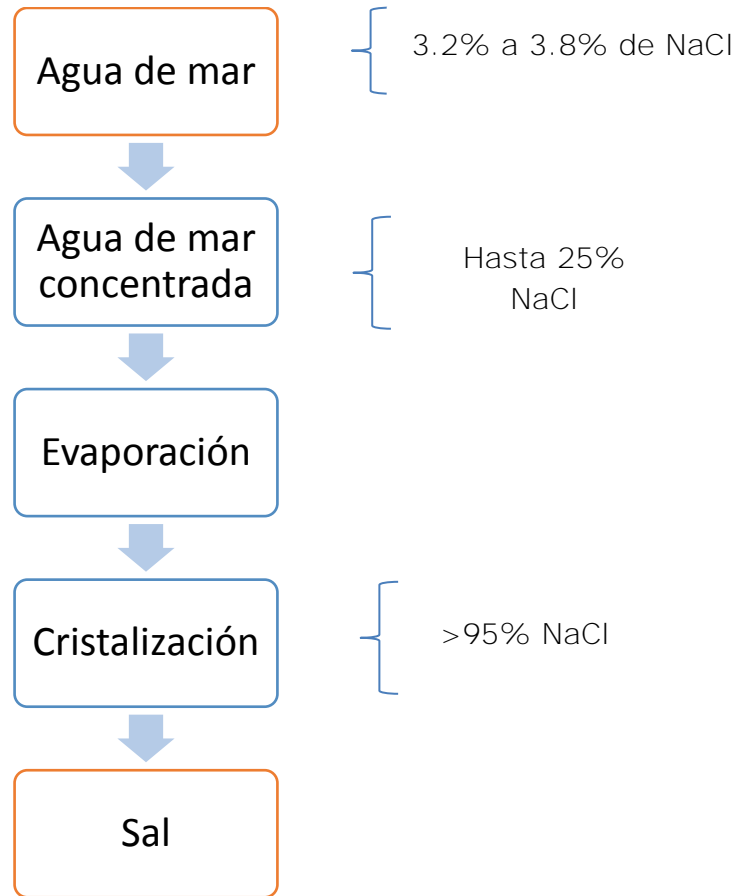 Agua de mar
3.2% a 3.8% de NaCl
Agua de mar
concentrada
Hasta 25%
NaCl
Evaporación
Cristalización
>95% NaCl
Sal